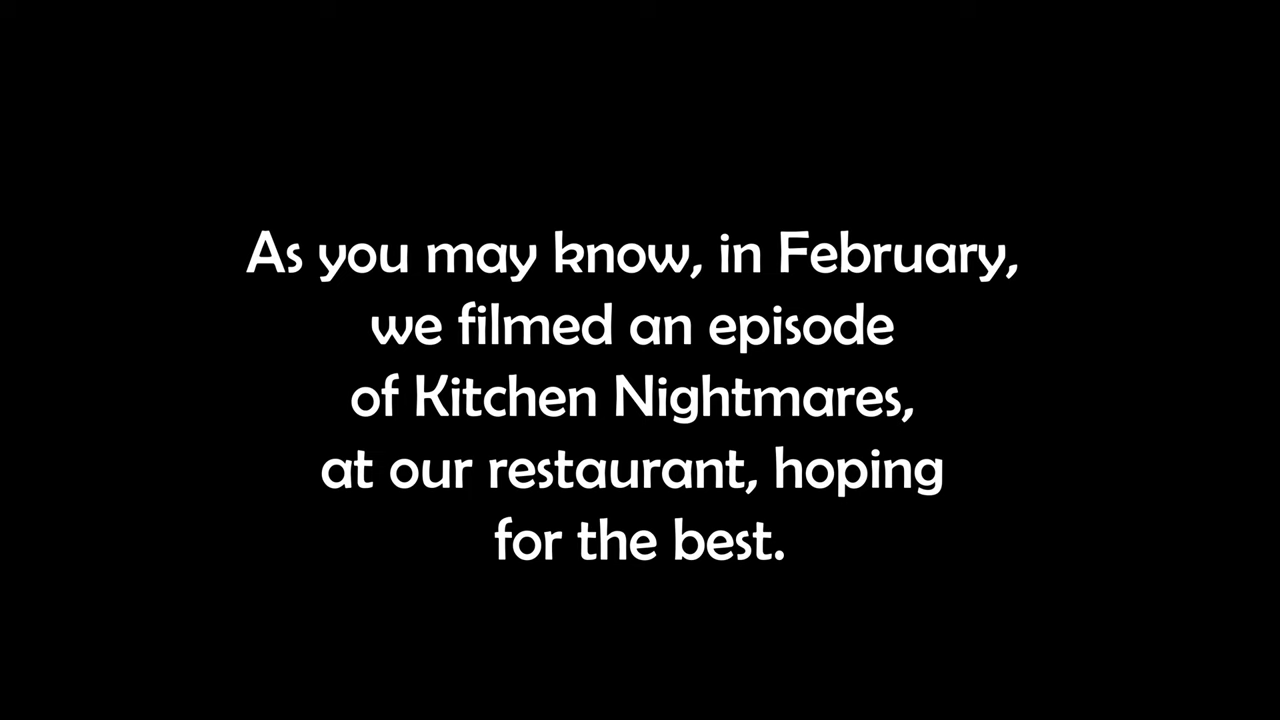 As you may know, in February,
we filmed an episode
of Kitchen Nightmares,
at our restaurant, hoping
for the best.